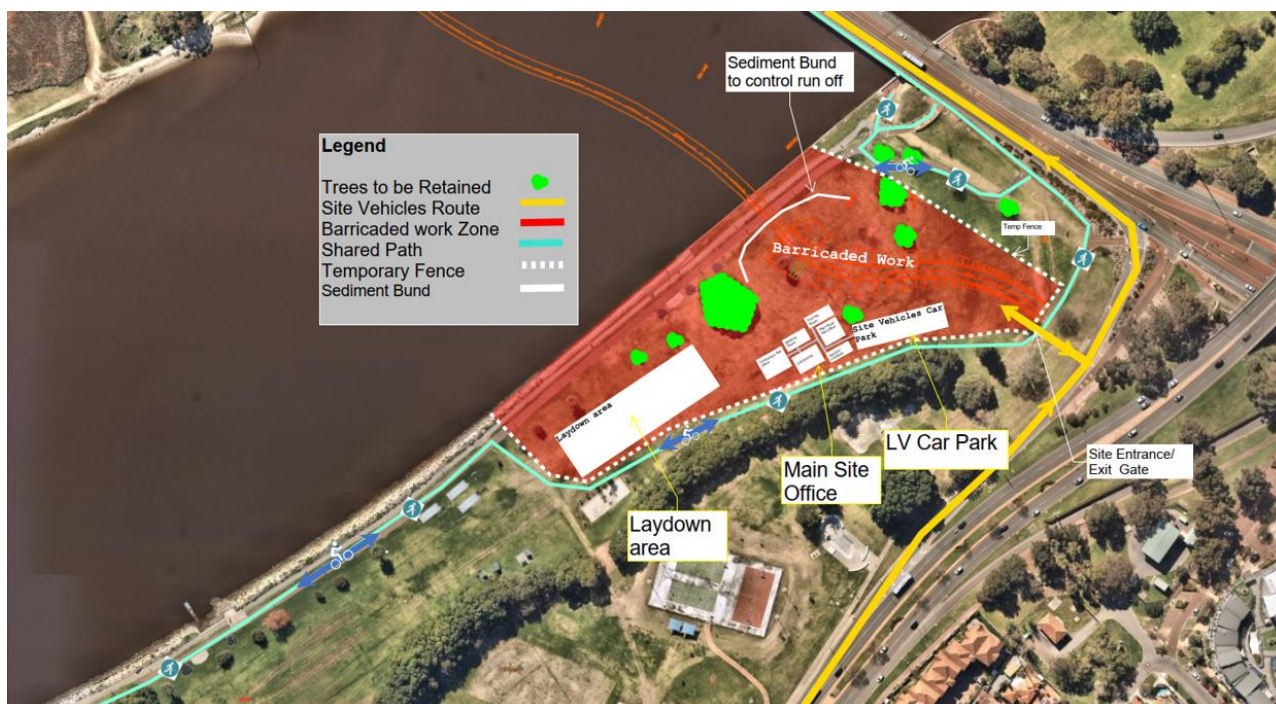 Sediment Bund
to control run off
Legend
Trees to be Retained
Site Vehicles Route
Barricaded work Zone
Shared Path
Temporary Fence
Sediment Bund
Temp Fence
Barricaded Work
Site Vehicles Car
Park
Laydown area
LV Car Park
Main Site
Office
Site Entrance/
Exit Gate
Laydown
area